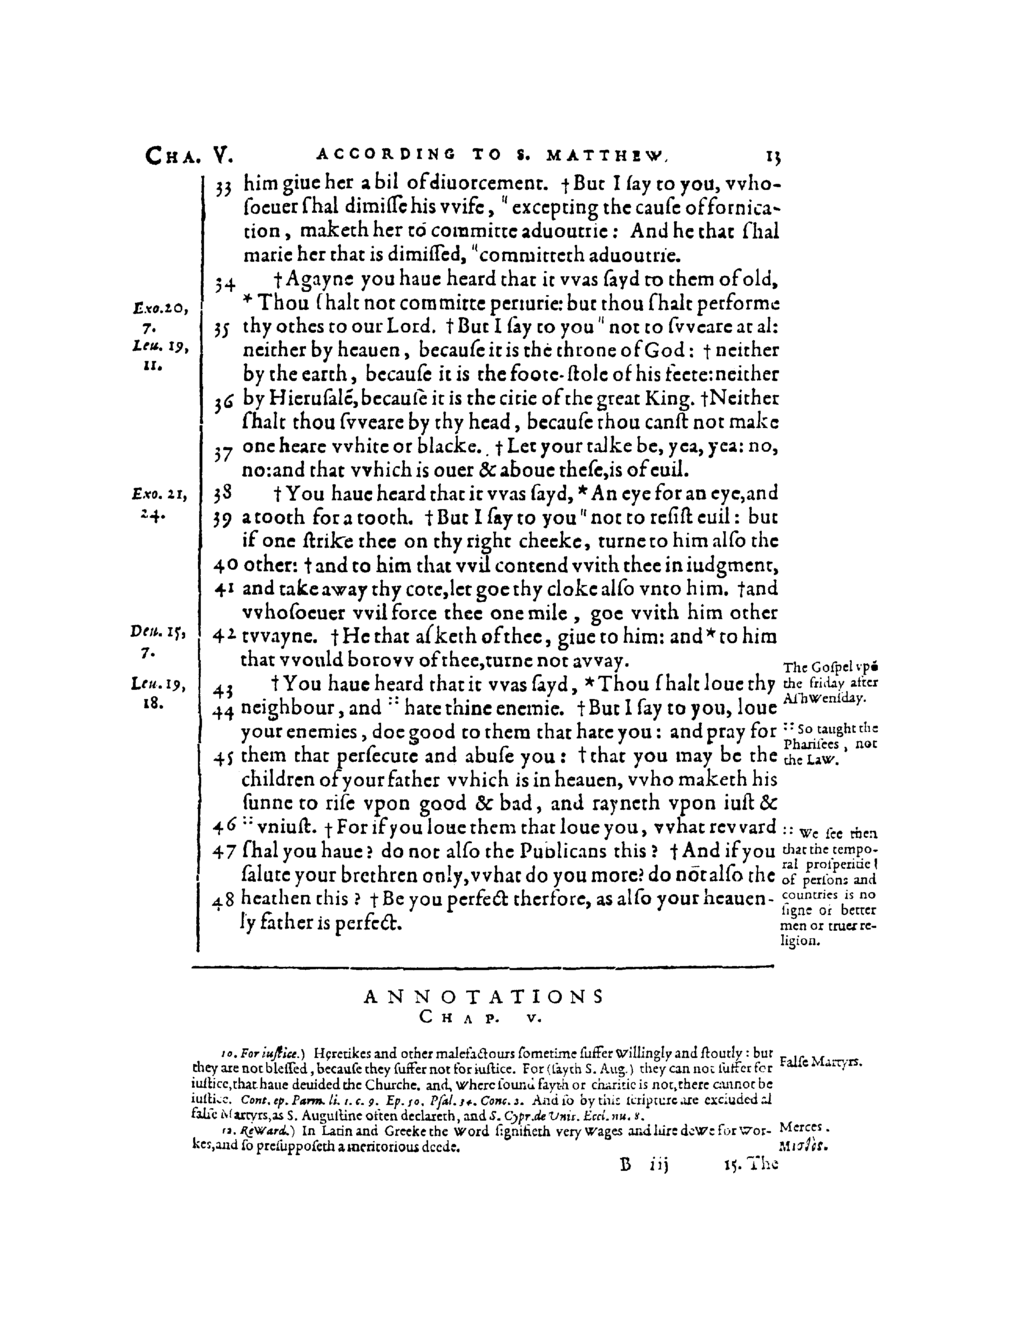 CHA. V. ACCORDING TO S. MATTHEW. 13
33 him giue her a bil of diuorcement. † But I ſay to you, vvho-
ſoeuer ſhal dimiſſe his vvife, " excepting the cauſe of fornica-
tion, maketh her to committe aduoutrie: And he that ſhal
marie her that is dimiſſed, "committeth aduoutrie.
34 † Agayne you haue heard that it vvas ſayd to them of old,
Exo. 20, * Thou ſhalt not committe periurie: but thou ſhalt performe
7. 35 thy othes to our Lord. † But I ſay to you " not to ſvveare at al:
Leu. 19, neither by heauen, becauſe it is the throne of God: † neither
11. by the earth, becauſe it is the foote-ſtole of his feete: neither
36 by Hieruſalē, becauſe it is the citie of the great King. †Neither
ſhalt thou ſvveare by thy head, becauſe thou canſt not make
37 one heare vvhite or blacke. † Let your talke be, yea, yea: no,
no: and that vvhich is ouer & aboue theſe, is of euil.
Exo. 21, 38 † You haue heard that it vvas ſayd, * An eye for an eye, and
24. 39 a tooth for a tooth. † But I ſay to you " not to reſiſt euil: but
if one ſtrike thee on thy right cheeke, turne to him alſo the
40 other: † and to him that vvil contend vvith thee in iudgment,
41 and take away thy cote, let goe thy cloke alſo vnto him. †and
vvhoſoeuer vvil force thee one mile, goe vvith him other
Deu. 15, 42 tvvayne. † He that aſketh of thee, giue to him: and * to him
7. that vvould borovv of thee, turne not avvay.
Leu. 19, 43 † You haue heard that it vvas ſayd, * Thou ſhalt loue thy
18. 44 neighbour, and :: hate thine enemie. † But I ſay to you, loue
your enemies, doe good to them that hate you: and pray for
45 them that perſecute and abuſe you: † that you may be the
children of your father vvhich is in heauen, vvho maketh his
ſunne to riſe vpon good & bad, and rayneth vpon iuſt &
46 :: vniuſt. † For if you loue them that loue you, vvhat revvard
47 ſhal you haue? do not alſo the Publicans this? † And if you
ſalute your brethren only, vvhat do you more? do not alſo the
48 heathen this? † Be you perfect therfore, as alſo your heauen-
ly father is perfect.
The Goſpel vpō
the friday after
Aſhwenſday.
:: So taught the
Phariſees, not
the Law.
:: We ſee then
that the tempo-
ral proſperitie
of perſons and
countries is no
ſigne of better
men or truer re-
ligion.
ANNOTATIONS
CHAP. V.
10. For iuſtice.) Heretikes and other malefactours ſometime ſuffer willingly and ſtoutly: but
they are not bleſſed, becauſe they ſuffer not for iuſtice. For (ſayth S. Aug.) they can not ſuffer for
iuſtice, that haue deuided the Churche. and, Where ſound fayth or charitie is not, there cannot be
iuſtice. Cont. ep. Parm. li. 1. c. 9. Ep. 50. Pſal. 34. Conc. 2. And ſo by this ſcripture are excluded al
falſe Martyrs, as S. Auguſtine often declareth, and S. Cypr. de Vnit. Eccl. nu. 8.
Falſe Martyrs.
12. ReWard.) In Latin and Greeke the word ſignifieth very wages and hire dewe for wor-
kes, and ſo preſuppoſeth a meritorious deede.
Merces.
Μισθός.
B iij 15. The